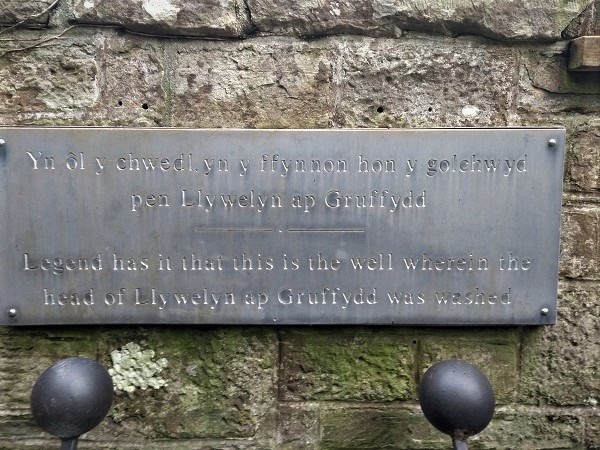 Yn ôl y chwedl, yn y ffynnon hon y golchwyd
pen Llywelyn ap Gruffydd
Legend has it that this is the well wherein the
head of Llywelyn ap Gruffydd was washed